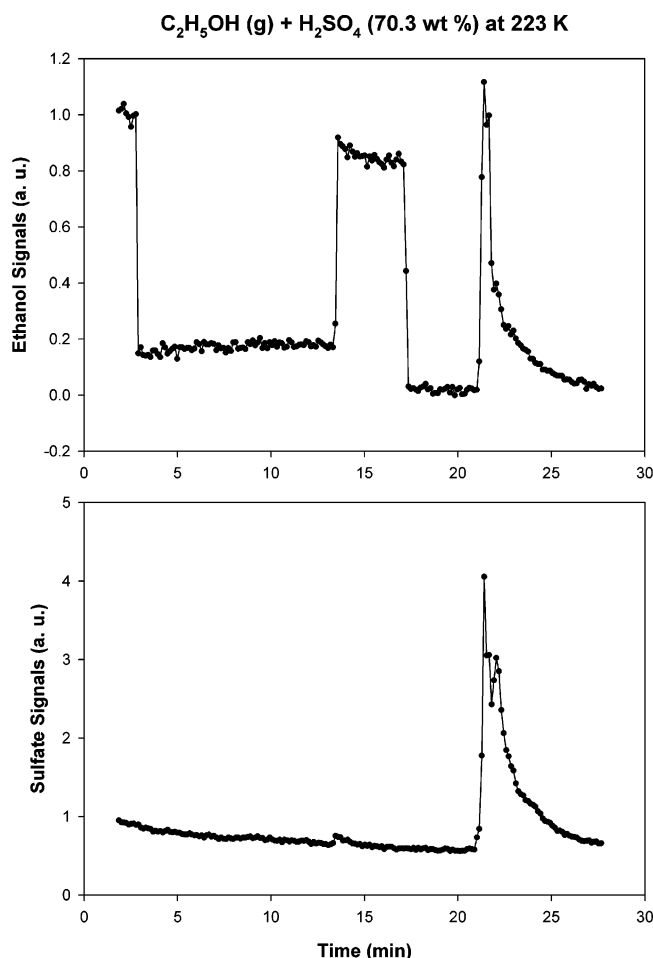 C₂H₅OH (g) + H₂SO₄ (70.3 wt %) at 223 K
Ethanol Signals (a. u.)
1.2
1.0
0.8
0.6
0.4
0.2
0.0
-0.2
0 5 10 15 20 25 30
Sulfate Signals (a. u.)
5
4
3
2
1
0
0 5 10 15 20 25 30
Time (min)